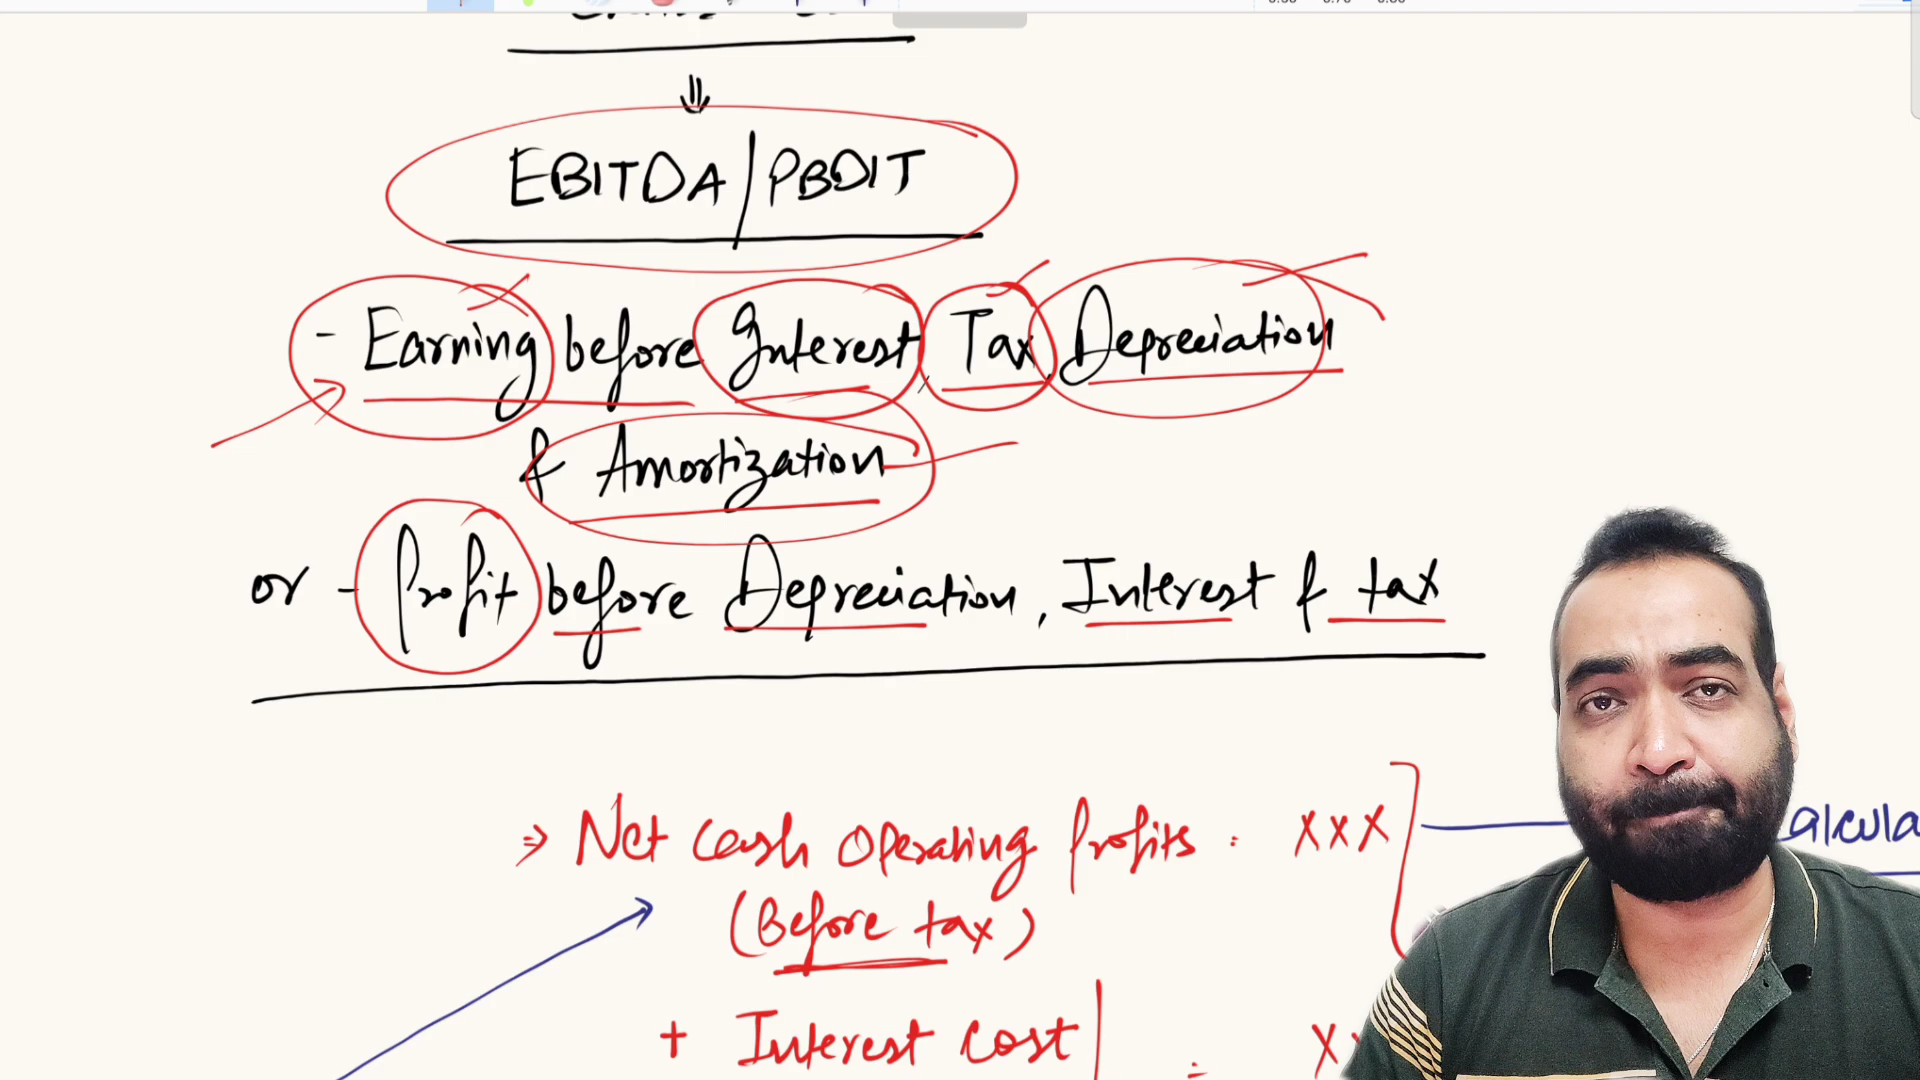 EBITDA/PBDIT
- Earning before Interest, Tax, Depreciation
& Amortization
or - Profit before Depreciation, Interest & tax
⇒ Net Cash Operating Profits = XXX
(Before tax)
+ Interest cost =